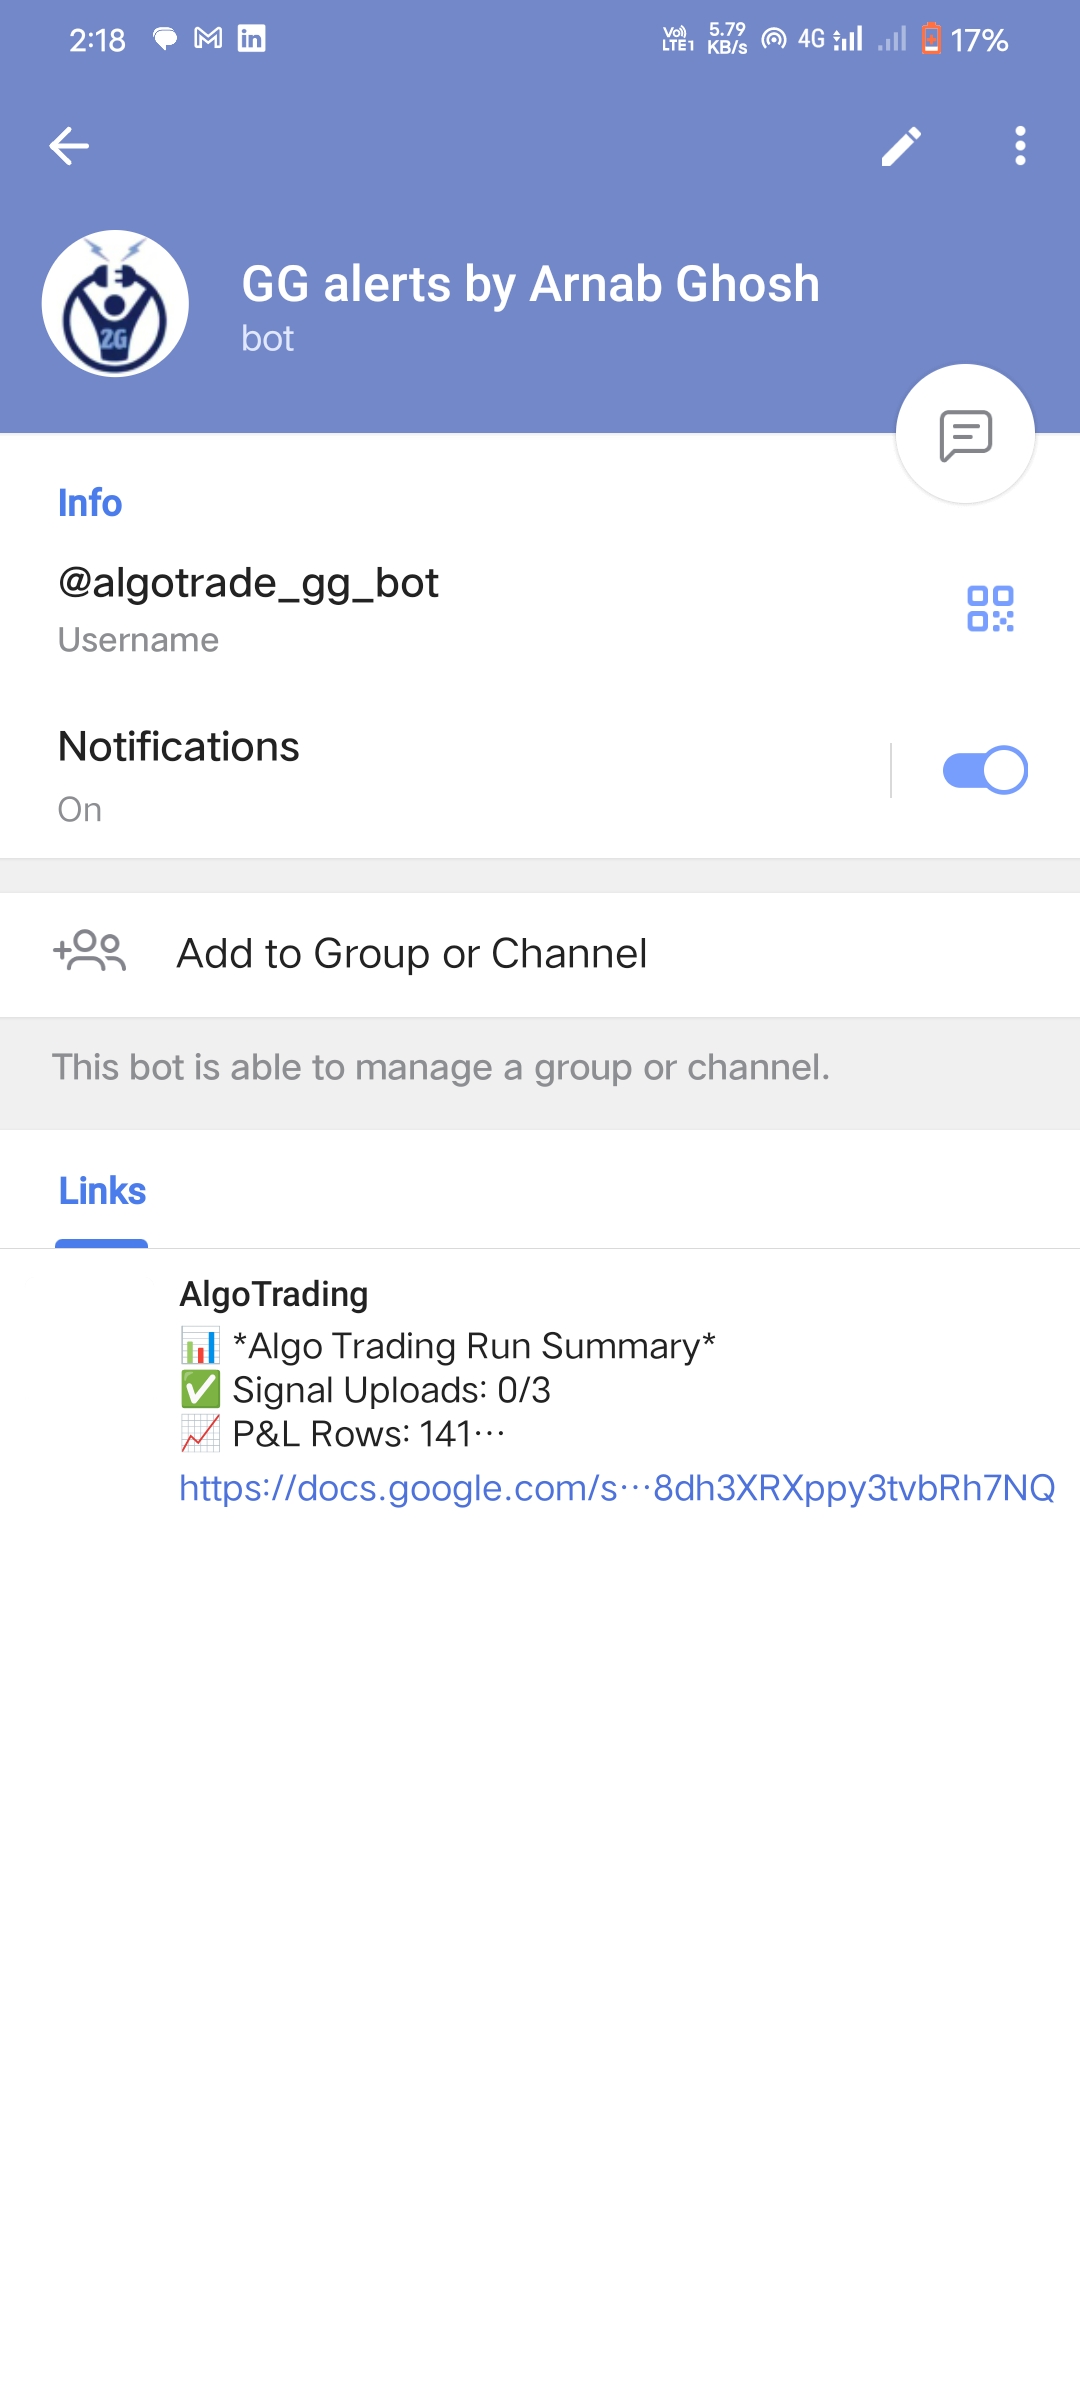 2:18
Vo) 5.79 4G 17%
LTE1 KB/s
GG alerts by Arnab Ghosh
bot
2G
Info
@algotrade_gg_bot
Username
Notifications
On
Add to Group or Channel
This bot is able to manage a group or channel.
Links
AlgoTrading
📊 *Algo Trading Run Summary*
✅ Signal Uploads: 0/3
📈 P&L Rows: 141…
https://docs.google.com/s…8dh3XRXppy3tvbRh7NQ